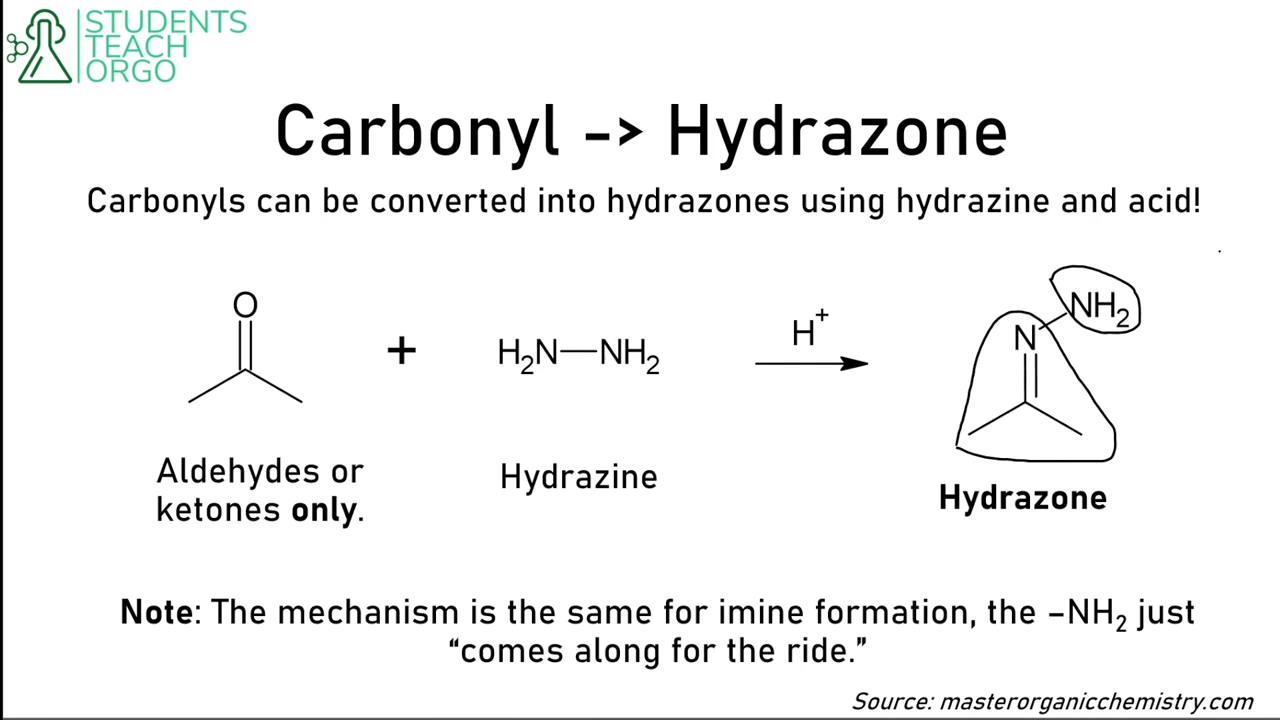 STUDENTS
TEACH
ORGO
Carbonyl -> Hydrazone
Carbonyls can be converted into hydrazones using hydrazine and acid!
O
+
H₂N—NH₂
H⁺
NH₂
N
Aldehydes or
ketones only.
Hydrazine
Hydrazone
Note: The mechanism is the same for imine formation, the –NH₂ just
“comes along for the ride.”
Source: masterorganicchemistry.com